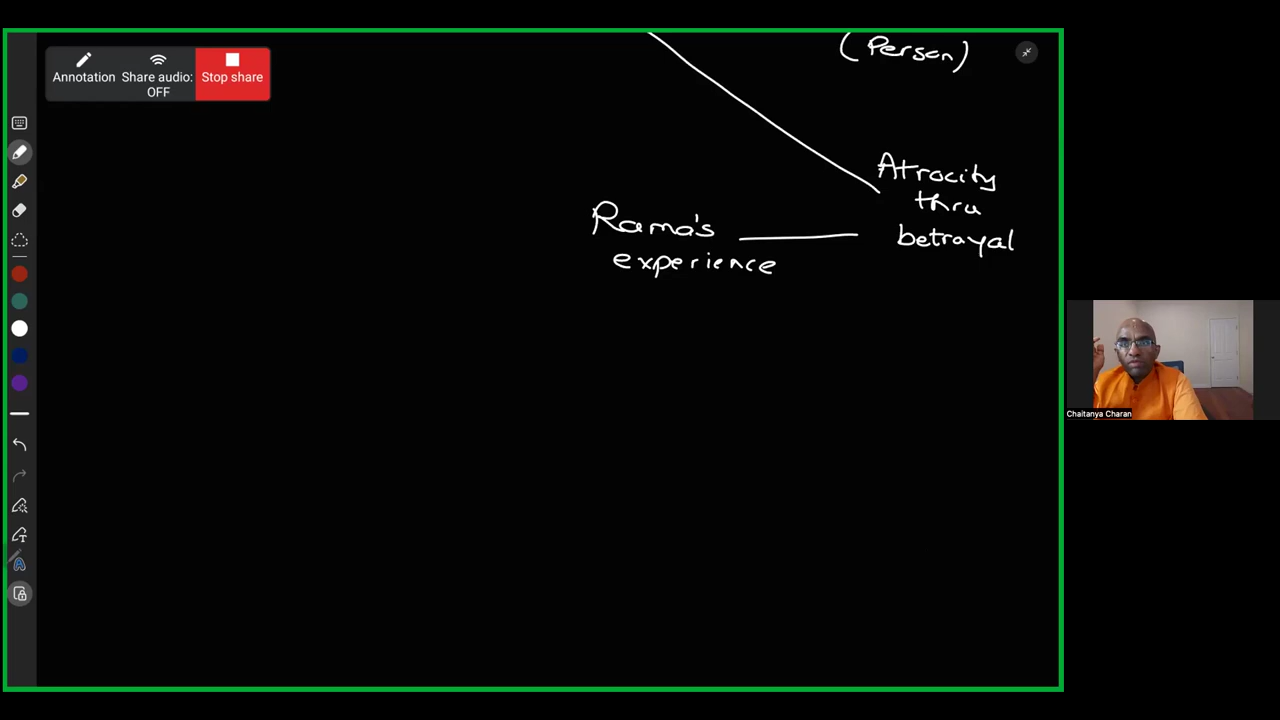 (Person)
Annotation
Share audio:
OFF
Stop share
Atrocity
thru
betrayal
Rama's
experience
Chaitanya Charan